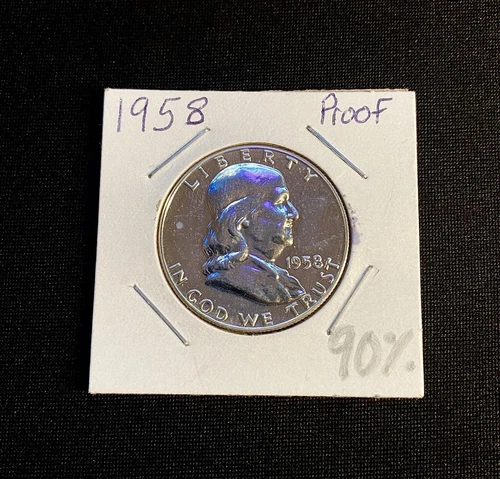 1958 Proof
LIBERTY
1958
IN GOD WE TRUST
90%